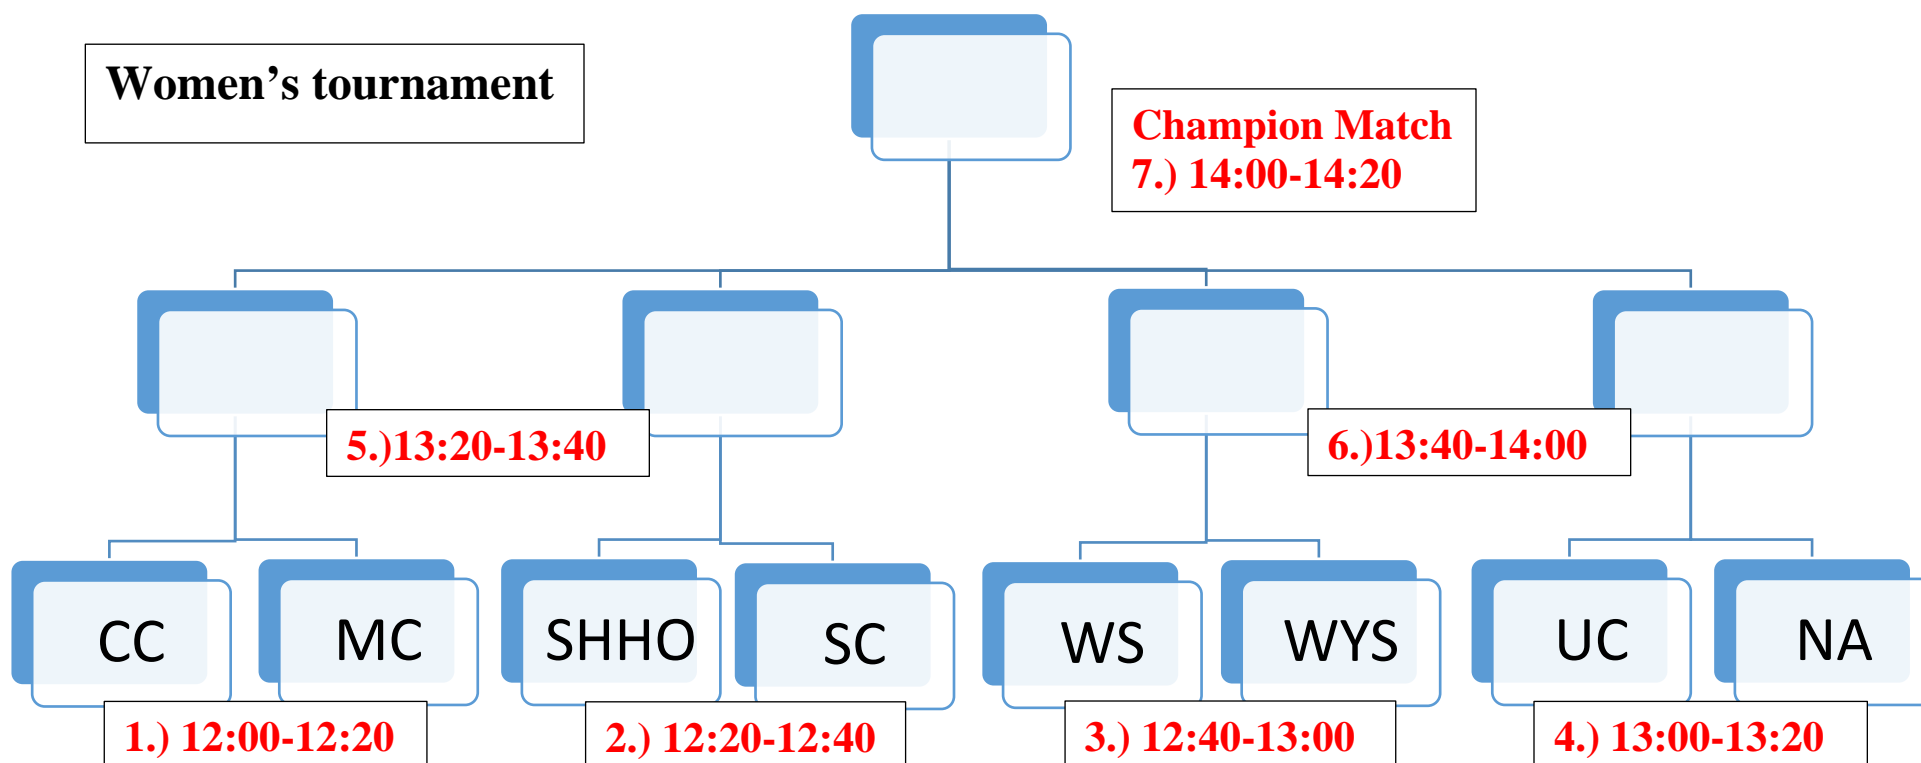 Women’s tournament
Champion Match
7.) 14:00-14:20
5.)13:20-13:40
6.)13:40-14:00
CC
MC
SHHO
SC
WS
WYS
UC
NA
1.) 12:00-12:20
2.) 12:20-12:40
3.) 12:40-13:00
4.) 13:00-13:20